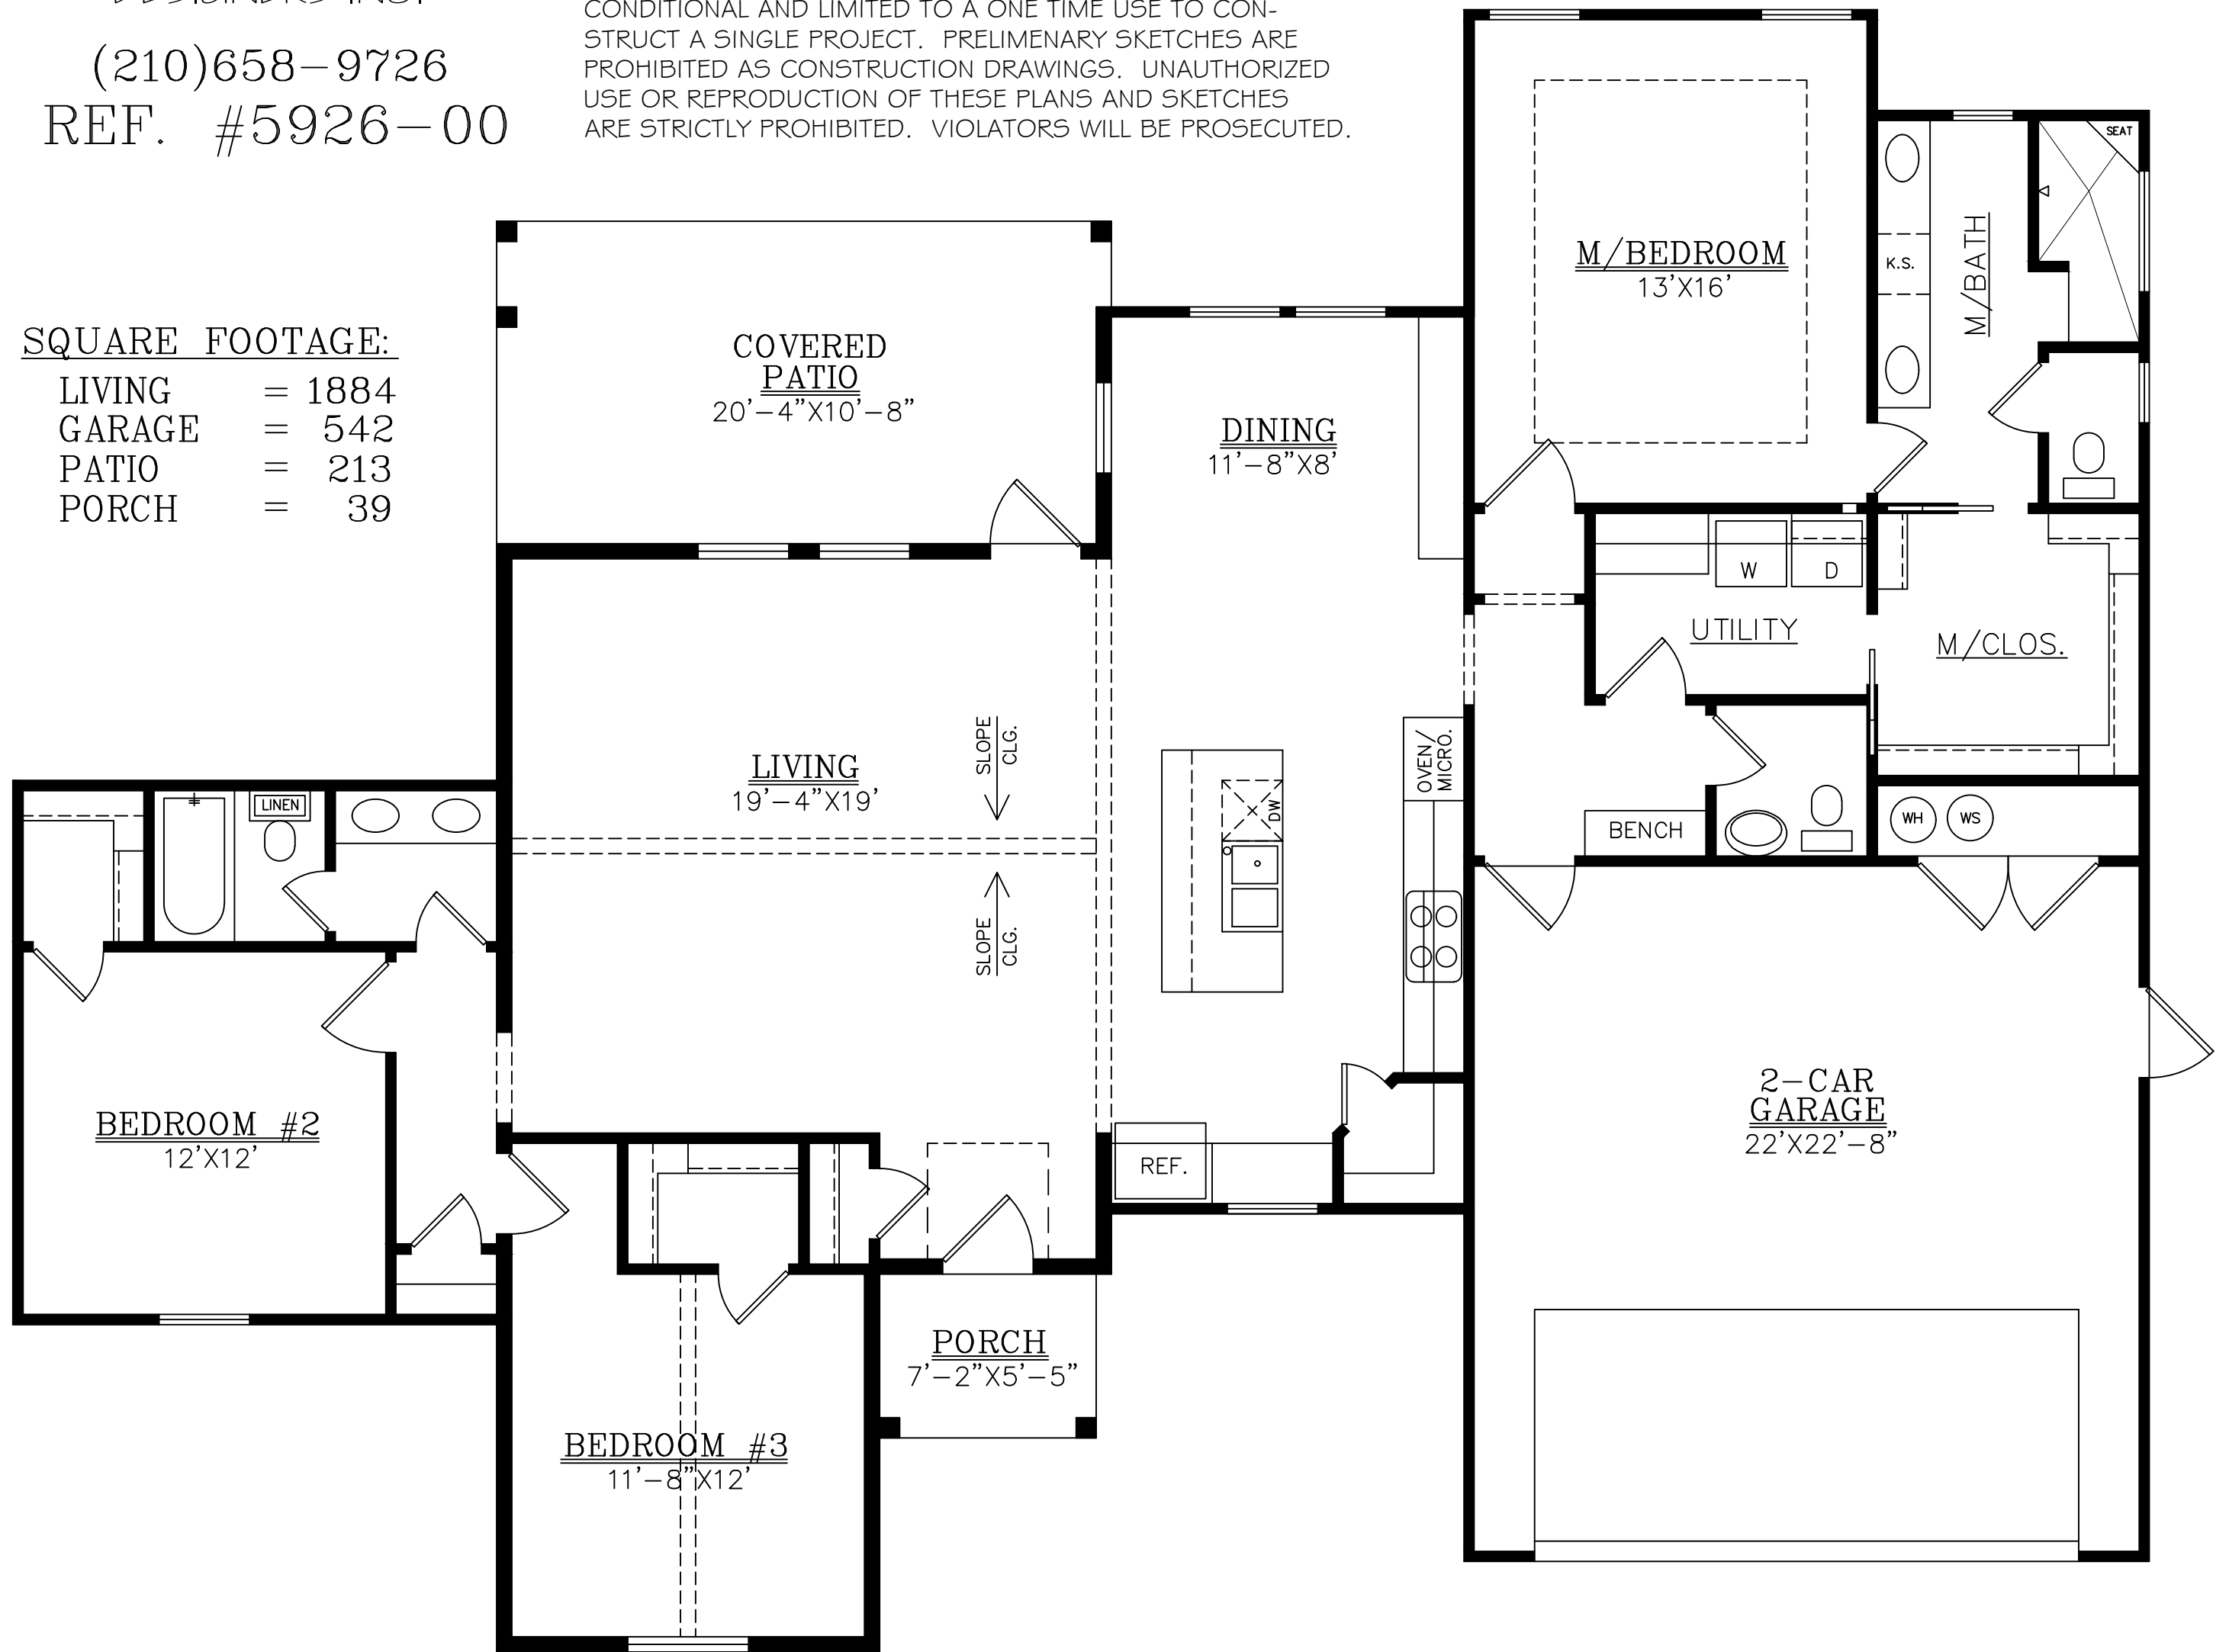 (210)658-9726
REF. #5926-00
CONDITIONAL AND LIMITED TO A ONE TIME USE TO CON-
STRUCT A SINGLE PROJECT. PRELIMENARY SKETCHES ARE
PROHIBITED AS CONSTRUCTION DRAWINGS. UNAUTHORIZED
USE OR REPRODUCTION OF THESE PLANS AND SKETCHES
ARE STRICTLY PROHIBITED. VIOLATORS WILL BE PROSECUTED.
SQUARE FOOTAGE:
LIVING = 1884
GARAGE = 542
PATIO = 213
PORCH = 39
COVERED
PATIO
20'-4"X10'-8"
DINING
11'-8"X8'
M/BEDROOM
13'X16'
K.S.
M/BATH
SEAT
W
D
UTILITY
M/CLOS.
LIVING
19'-4"X19'
SLOPE
CLG.
SLOPE
CLG.
DW
OVEN/
MICRO.
BENCH
WH
WS
LINEN
BEDROOM #2
12'X12'
REF.
2-CAR
GARAGE
22'X22'-8"
PORCH
7'-2"X5'-5"
BEDROOM #3
11'-8"X12'